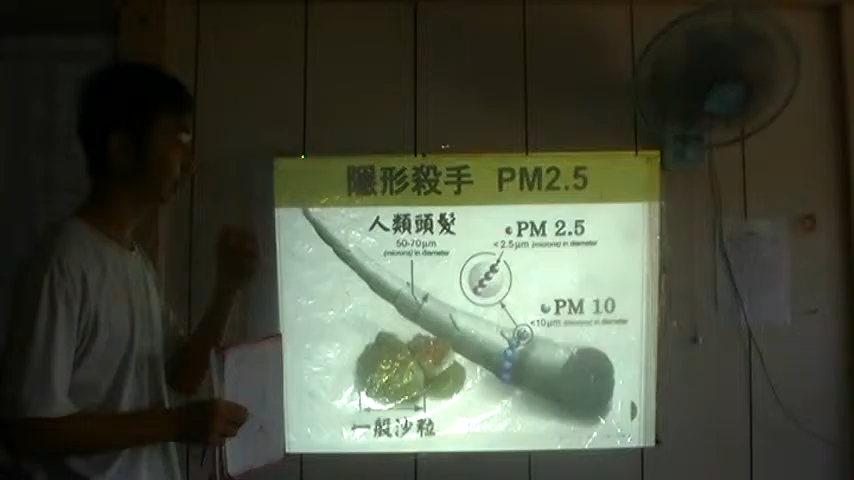 隱形殺手 PM2.5
人類頭髮
50-70μm
(microns) in diameter
PM 2.5
<2.5μm (microns) in diameter
PM 10
<10μm (microns) in diameter
一般沙粒